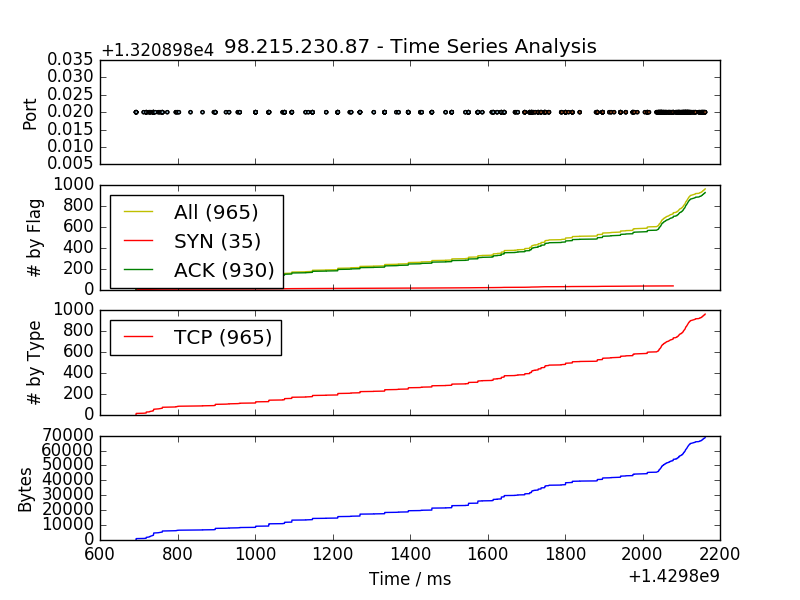 +1.320898e4
98.215.230.87 - Time Series Analysis
0.035
0.030
0.025
0.020
0.015
0.010
0.005
Port
1000
800
600
400
200
0
# by Flag
All (965)
SYN (35)
ACK (930)
1000
800
600
400
200
0
# by Type
TCP (965)
70000
60000
50000
40000
30000
20000
10000
0
Bytes
600 800 1000 1200 1400 1600 1800 2000 2200
Time / ms
+1.4298e9